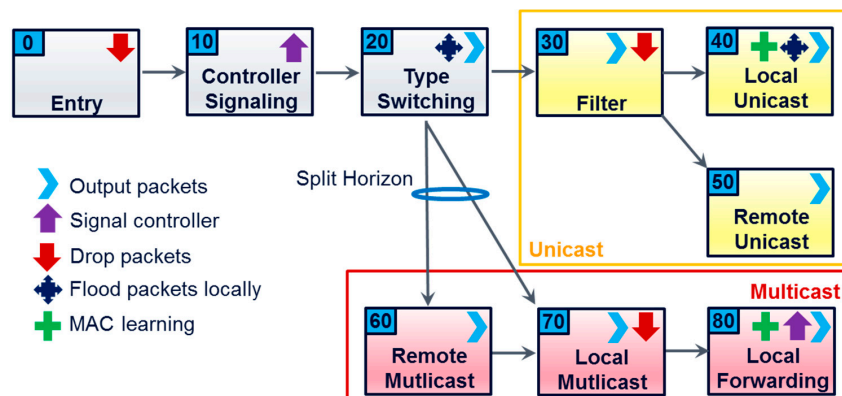 0
Entry
10
Controller
Signaling
20
Type
Switching
30
Filter
40
Local
Unicast
50
Remote
Unicast
Unicast
Split Horizon
Output packets
Signal controller
Drop packets
Flood packets locally
MAC learning
Multicast
60
Remote
Mutlicast
70
Local
Mutlicast
80
Local
Forwarding